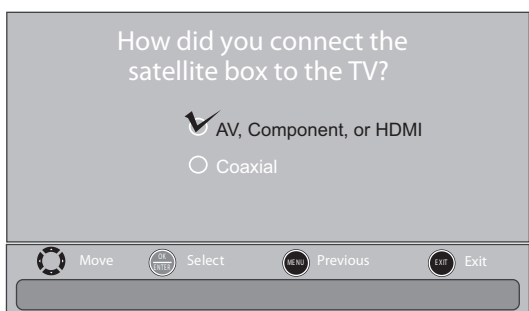 How did you connect the
satellite box to the TV?
AV, Component, or HDMI
Coaxial
Move OK ENTER Select MENU Previous EXIT Exit